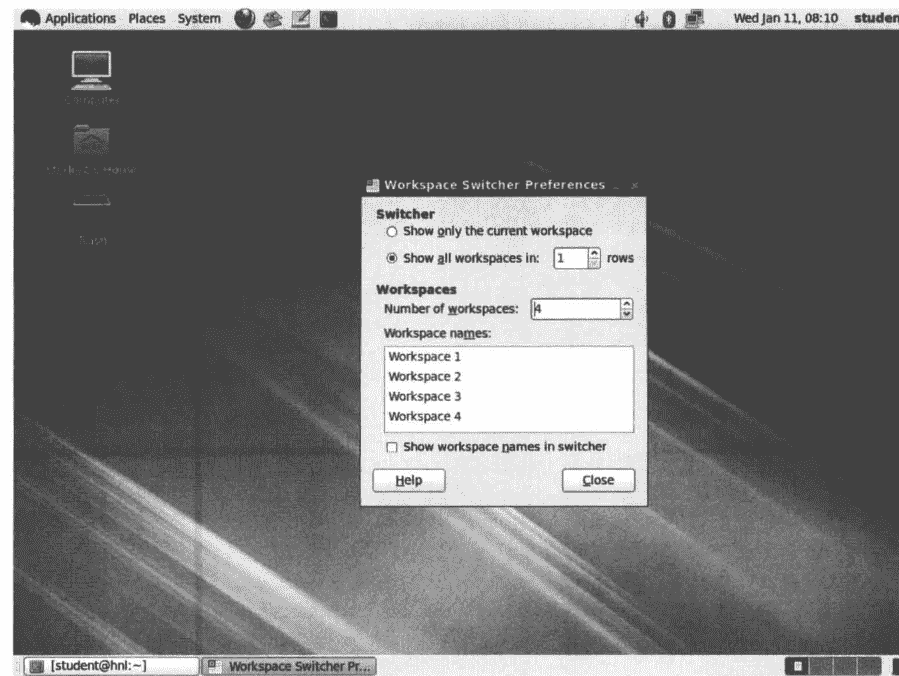 Applications Places System Wed Jan 11, 08:10 studen
Computer
Workspace Switcher Preferences
Switcher
Show only the current workspace
Show all workspaces in: 1 rows
Workspaces
Number of workspaces: 4
Workspace names:
Workspace 1
Workspace 2
Workspace 3
Workspace 4
Show workspace names in switcher
Help Close
[student@hnl:~] Workspace Switcher Pr...